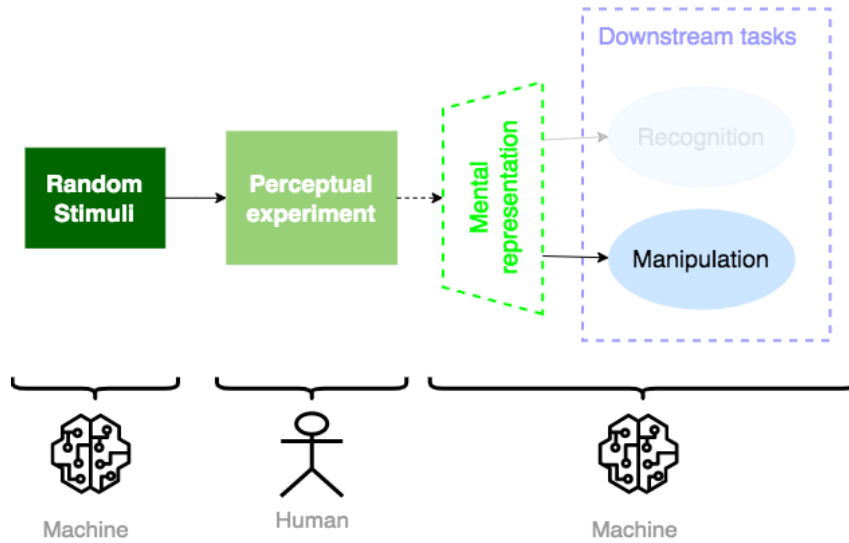 Downstream tasks
Random
Stimuli
Perceptual
experiment
Mental
representation
Recognition
Manipulation
Machine
Human
Machine